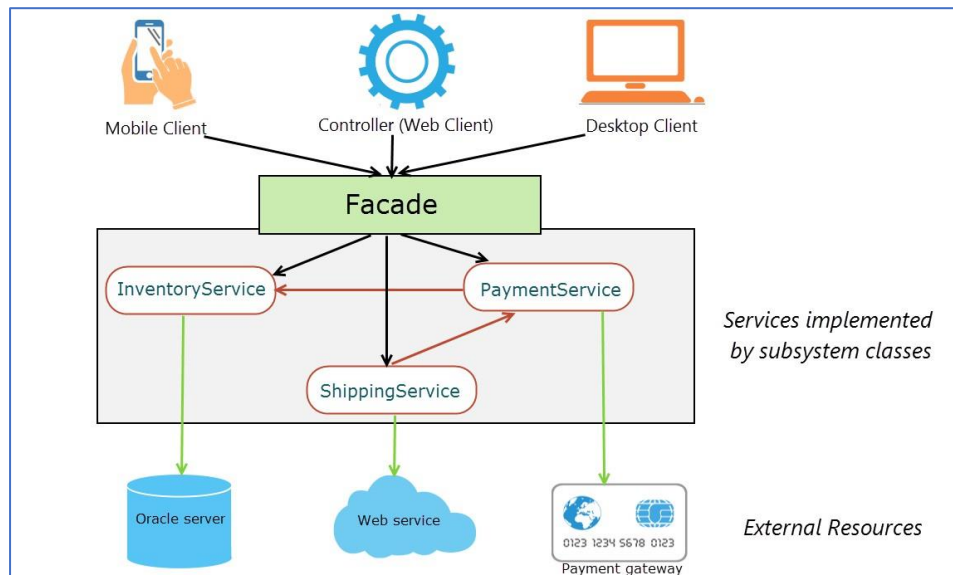 Mobile Client
Controller (Web Client)
Desktop Client
Facade
InventoryService
PaymentService
ShippingService
Services implemented
by subsystem classes
Oracle server
Web service
0123 1234 5678 0123
Payment gateway
External Resources